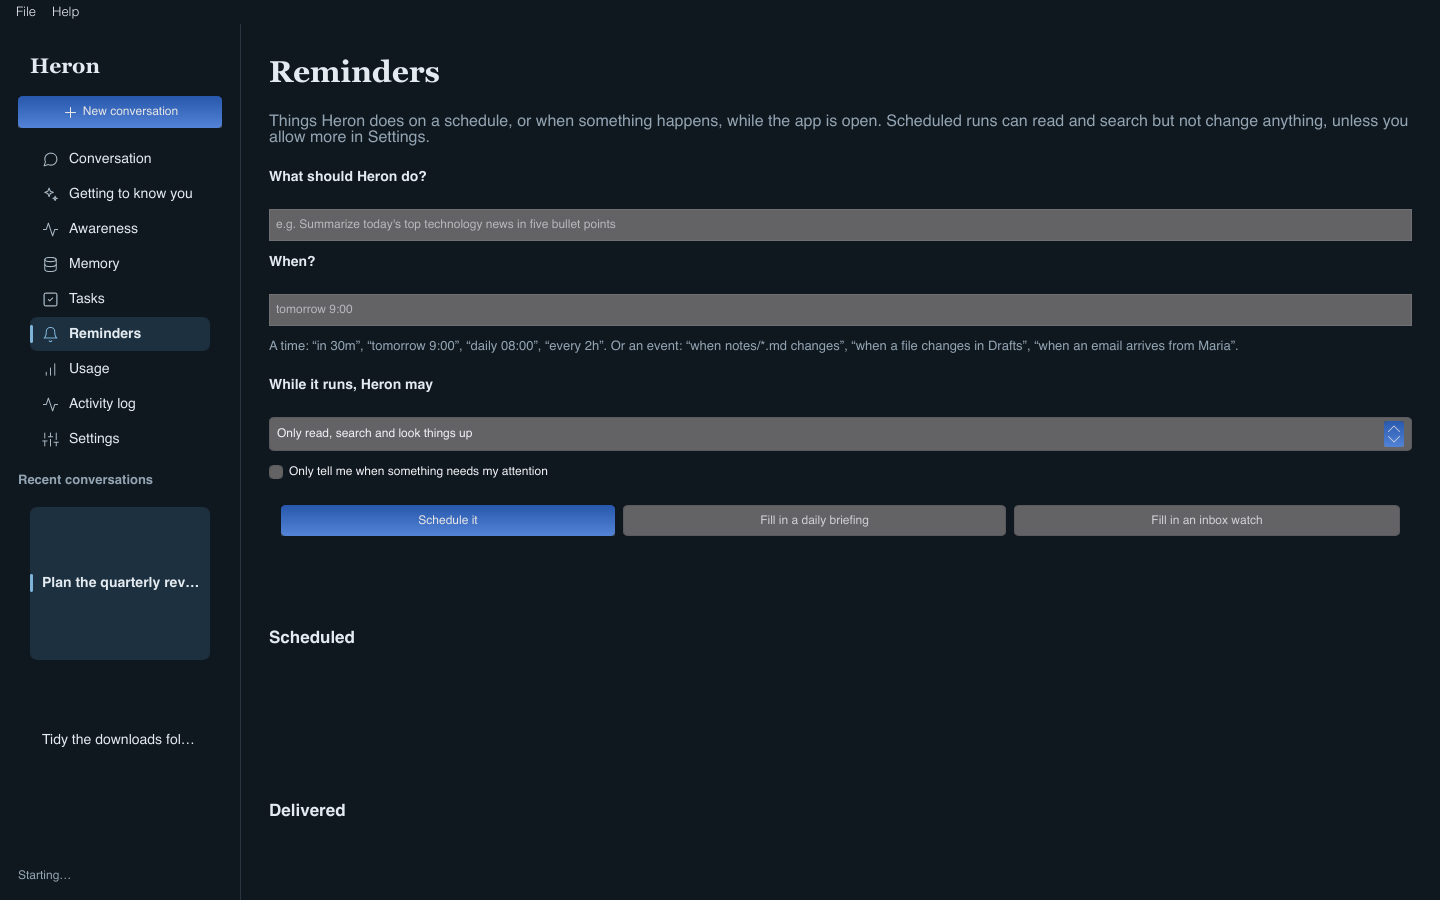 File Help
Heron
New conversation
Conversation
Getting to know you
Awareness
Memory
Tasks
Reminders
Usage
Activity log
Settings
Recent conversations
Plan the quarterly rev…
Tidy the downloads fol…
Starting…
Reminders
Things Heron does on a schedule, or when something happens, while the app is open. Scheduled runs can read and search but not change anything, unless you
allow more in Settings.
What should Heron do?
e.g. Summarize today's top technology news in five bullet points
When?
tomorrow 9:00
A time: “in 30m”, “tomorrow 9:00”, “daily 08:00”, “every 2h”. Or an event: “when notes/*.md changes”, “when a file changes in Drafts”, “when an email arrives from Maria”.
While it runs, Heron may
Only read, search and look things up
Only tell me when something needs my attention
Schedule it
Fill in a daily briefing
Fill in an inbox watch
Scheduled
Delivered